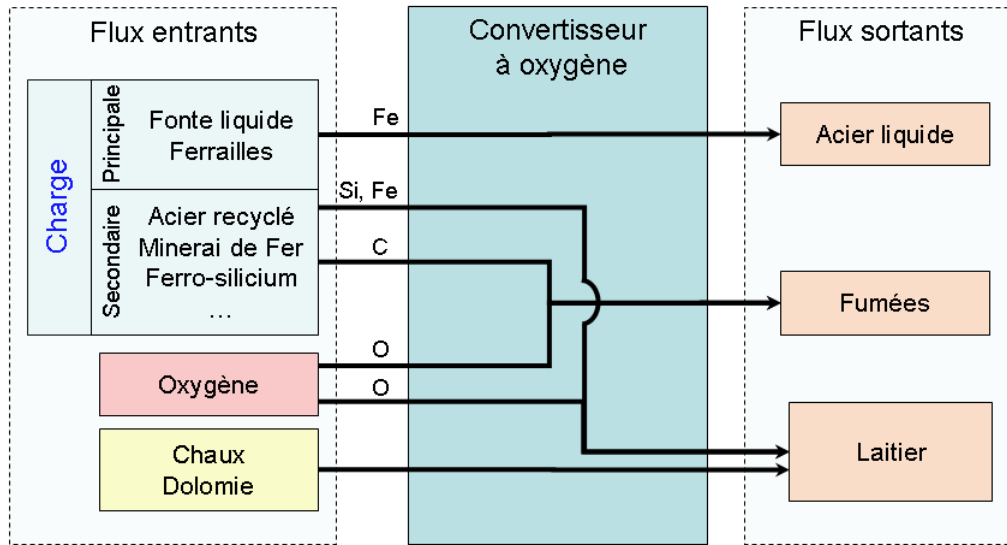 Flux entrants
Charge
Principale
Fonte liquide
Ferrailles
Secondaire
Acier recyclé
Minerai de Fer
Ferro-silicium
...
Oxygène
Chaux
Dolomie
Fe
Si, Fe
C
O
O
Convertisseur
à oxygène
Flux sortants
Acier liquide
Fumées
Laitier